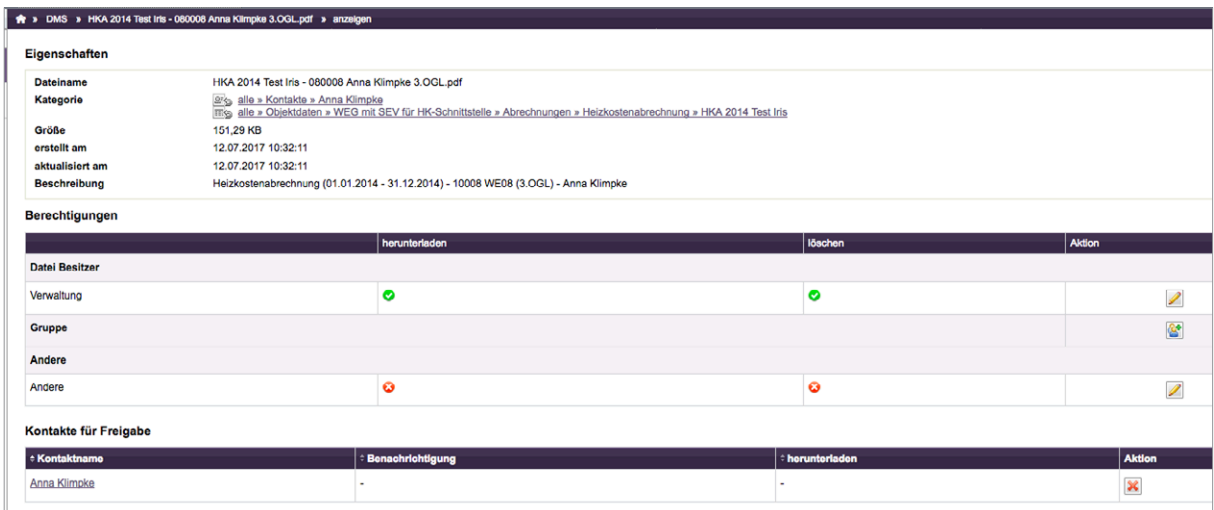 » DMS » HKA 2014 Test Iris - 080008 Anna Klimpke 3.OGL.pdf » anzeigen
Eigenschaften
Dateiname HKA 2014 Test Iris - 080008 Anna Klimpke 3.OGL.pdf
Kategorie alle » Kontakte » Anna Klimpke
alle » Objektdaten » WEG mit SEV für HK-Schnittstelle » Abrechnungen » Heizkostenabrechnung » HKA 2014 Test Iris
Größe 151,29 KB
erstellt am 12.07.2017 10:32:11
aktualisiert am 12.07.2017 10:32:11
Beschreibung Heizkostenabrechnung (01.01.2014 - 31.12.2014) - 10008 WE08 (3.OGL) - Anna Klimpke
Berechtigungen
herunterladen löschen Aktion
Datei Besitzer
Verwaltung
Gruppe
Andere
Andere
Kontakte für Freigabe
Kontaktname Benachrichtigung herunterladen Aktion
Anna Klimpke - -